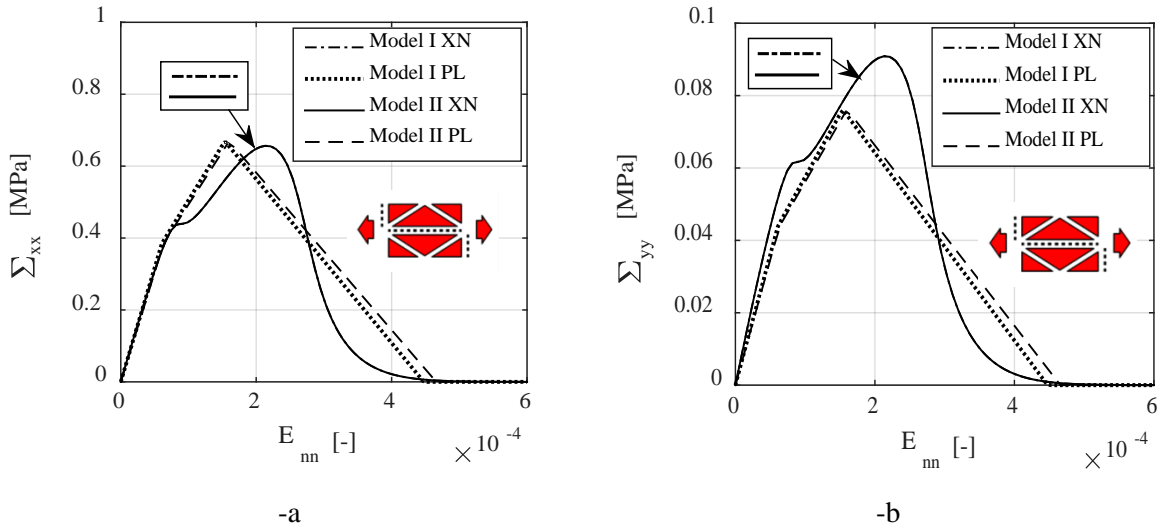 1
0.8
0.6
0.4
0.2
0
Σxx [MPa]
0 2 4 6
E nn [-]
×10 -4
Model I XN
Model I PL
Model II XN
Model II PL
-a
0.1
0.08
0.06
0.04
0.02
0
Σyy [MPa]
0 2 4 6
E nn [-]
×10 -4
Model I XN
Model I PL
Model II XN
Model II PL
-b